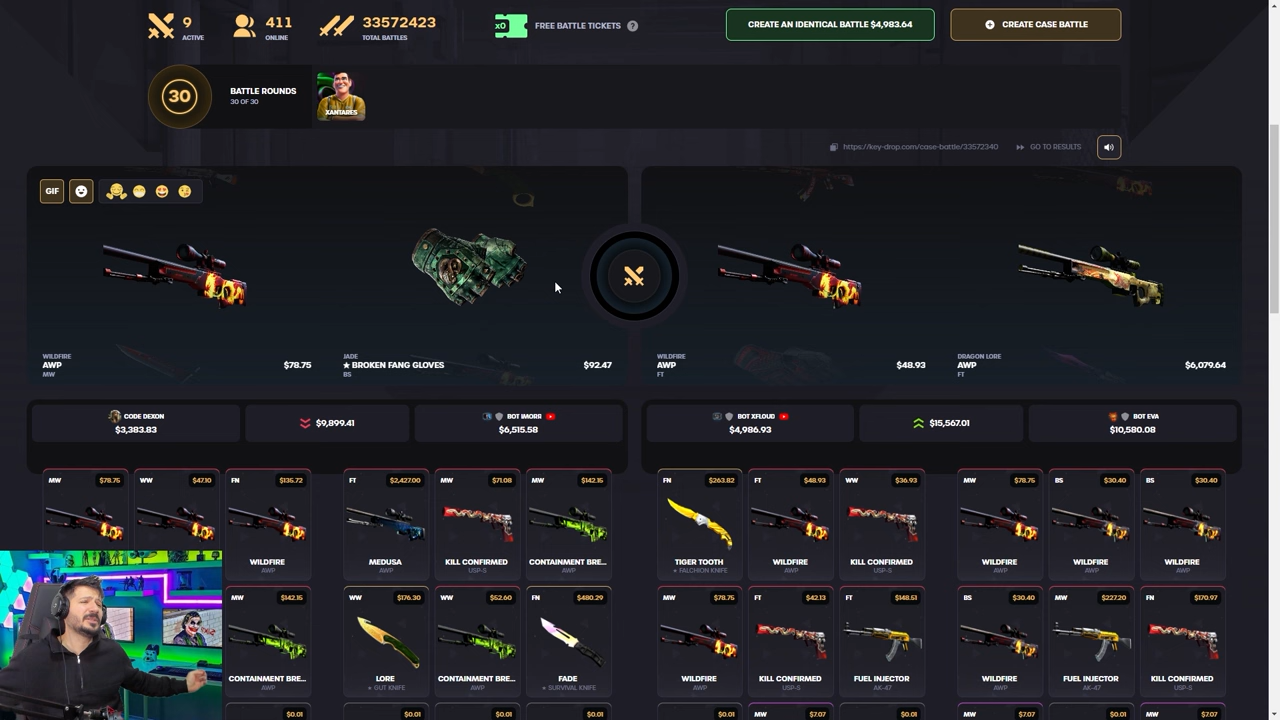 9
ACTIVE
411
ONLINE
33572423
TOTAL BATTLES
x0
FREE BATTLE TICKETS ?
CREATE AN IDENTICAL BATTLE $4,983.64
CREATE CASE BATTLE
30
BATTLE ROUNDS
30 OF 30
XANTARES
https://key-drop.com/case-battle/33572340
GO TO RESULTS
GIF
WILDFIRE
AWP
MW
$78.75
JADE
★ BROKEN FANG GLOVES
BS
$92.47
WILDFIRE
AWP
FT
$48.93
DRAGON LORE
AWP
FT
$6,079.64
CODE DEXON
$3,383.83
$9,899.41
BOT IMORR
$6,515.58
BOT XFLOUD
$4,986.93
$15,567.01
BOT EVA
$10,580.08
MW $78.75
WW $47.10
FN $135.72
WILDFIRE
AWP
FT $2,427.00
MEDUSA
AWP
MW $71.08
KILL CONFIRMED
USP-S
MW $142.15
CONTAINMENT BRE...
AWP
FN $263.82
TIGER TOOTH
★ FALCHION KNIFE
FT $48.93
WILDFIRE
AWP
WW $36.93
KILL CONFIRMED
USP-S
MW $78.75
WILDFIRE
AWP
BS $30.40
WILDFIRE
AWP
BS $30.40
WILDFIRE
AWP
MW $142.15
CONTAINMENT BRE...
AWP
WW $176.30
LORE
★ GUT KNIFE
WW $52.60
CONTAINMENT BRE...
AWP
FN $480.29
FADE
★ SURVIVAL KNIFE
MW $78.75
WILDFIRE
AWP
FT $42.13
KILL CONFIRMED
USP-S
FT $148.51
FUEL INJECTOR
AK-47
BS $30.40
WILDFIRE
AWP
MW $227.20
FUEL INJECTOR
AK-47
FN $170.97
KILL CONFIRMED
USP-S
$0.01
$0.01
$0.01
$0.01
$0.01
MW $7.07
$0.01
MW $7.07
$0.01
MW $7.07